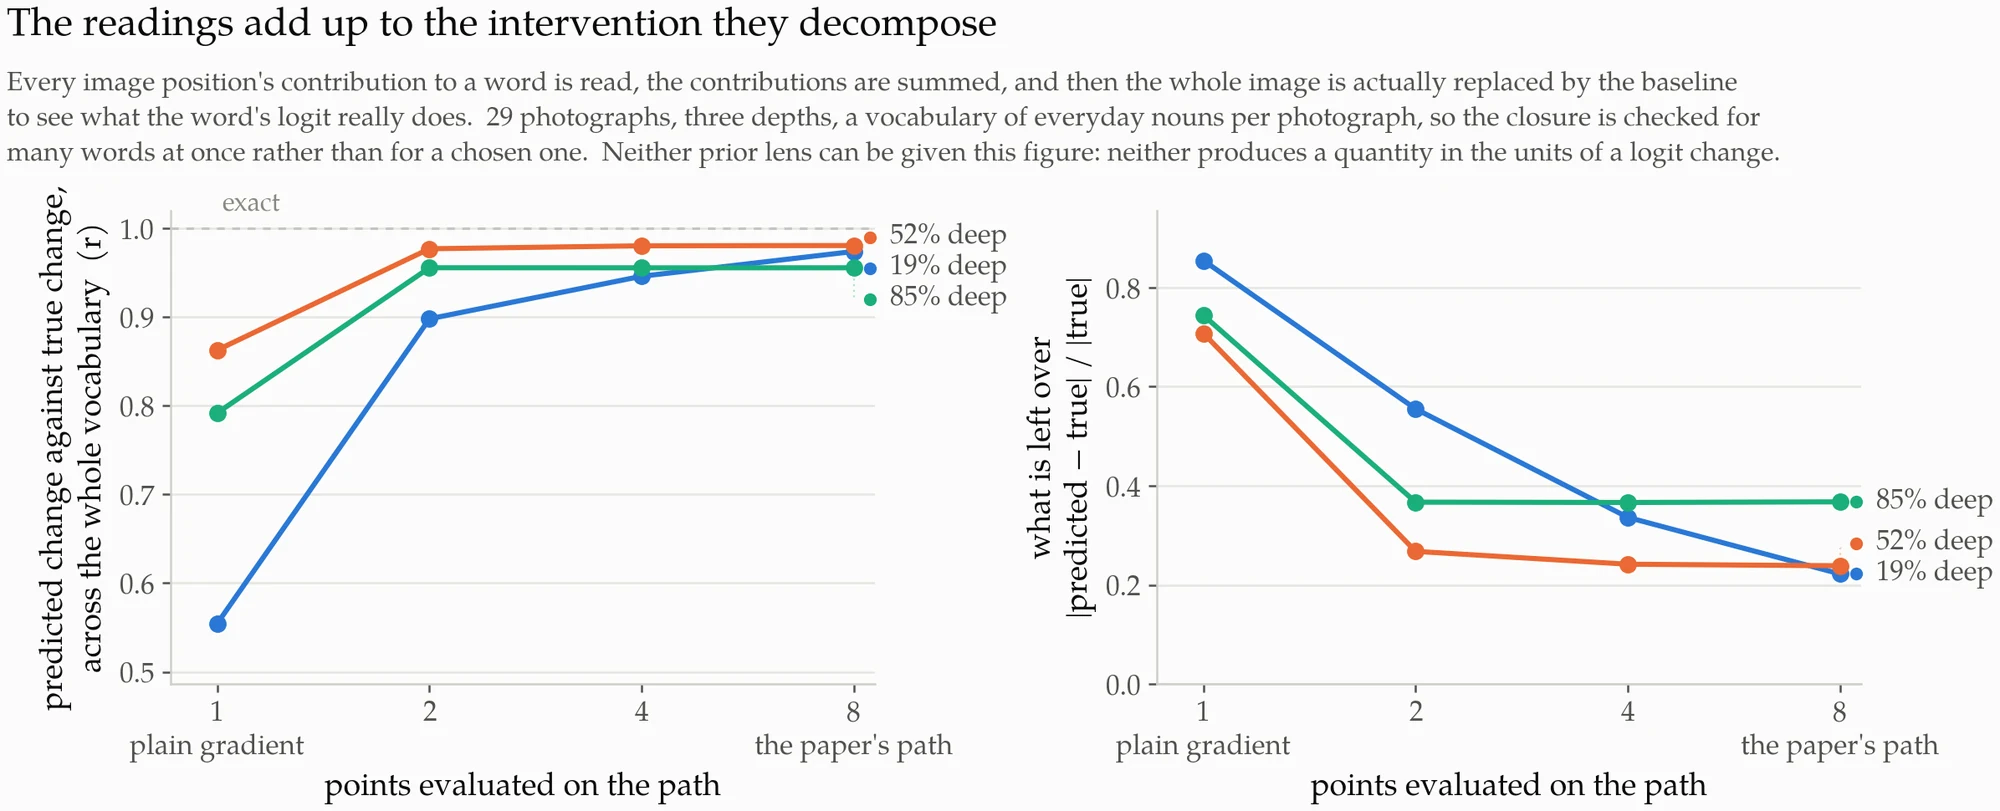 The readings add up to the intervention they decompose
Every image position's contribution to a word is read, the contributions are summed, and then the whole image is actually replaced by the baseline
to see what the word's logit really does. 29 photographs, three depths, a vocabulary of everyday nouns per photograph, so the closure is checked for
many words at once rather than for a chosen one. Neither prior lens can be given this figure: neither produces a quantity in the units of a logit change.
predicted change against true change,
across the whole vocabulary (r)
exact
1.0
0.9
0.8
0.7
0.6
0.5
52% deep
19% deep
85% deep
1
2
4
8
plain gradient
the paper's path
points evaluated on the path
what is left over
|predicted − true| / |true|
0.8
0.6
0.4
0.2
0.0
85% deep
52% deep
19% deep
1
2
4
8
plain gradient
the paper's path
points evaluated on the path